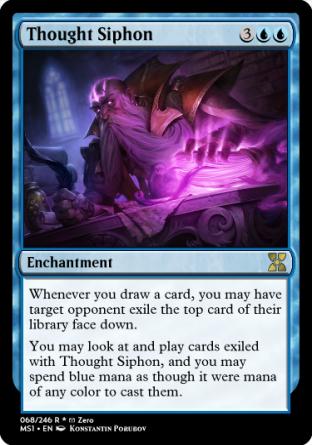 Thought Siphon 3
Enchantment
Whenever you draw a card, you may have
target opponent exile the top card of their
library face down.
You may look at and play cards exiled
with Thought Siphon, and you may
spend blue mana as though it were mana
of any color to cast them.
068/246 R * Zero
MS1 • EN Konstantin Porubov